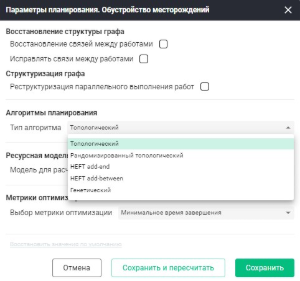 Параметры планирования. Обустройство месторождений
Восстановление структуры графа
Восстановление связей между работами
Исправлять связи между работами
Структуризация графа
Реструктуризация параллельного выполнения работ
Алгоритмы планирования
Тип алгоритма
Топологический
Топологический
Рандомизированный топологический
HEFT add-end
HEFT add-between
Генетический
Ресурсная модель
Модель для рас
Метрики оптимиза
Выбор метрики оптимизации
Минимальное время завершения
Отмена
Сохранить и пересчитать
Сохранить